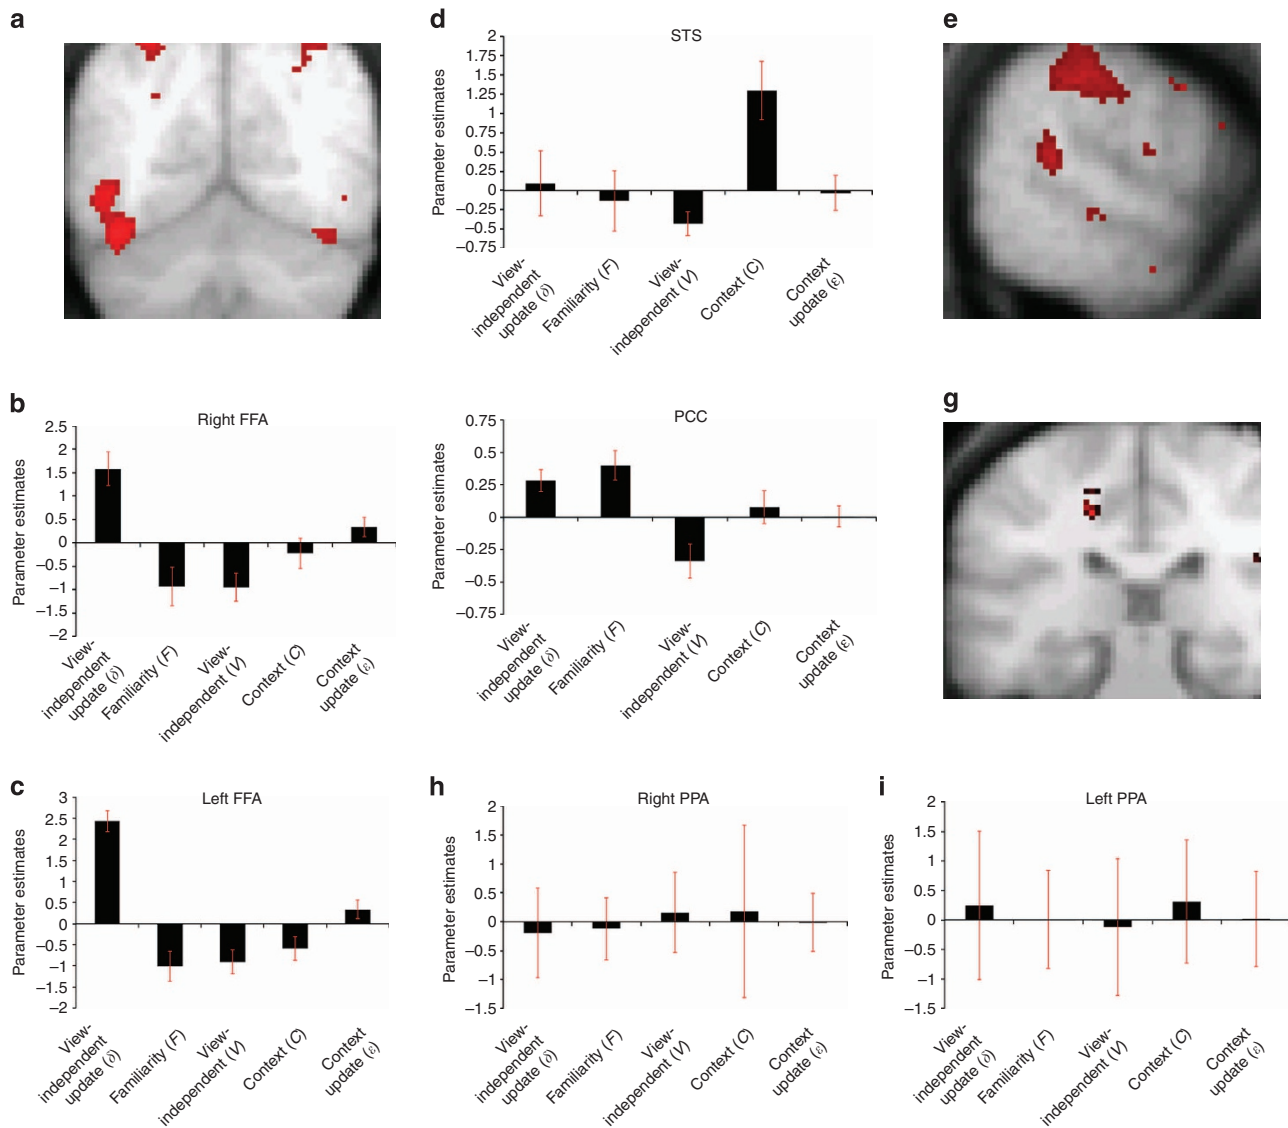 a
d
STS
2
1.75
1.5
1.25
1
0.75
0.5
0.25
0
−0.25
−0.5
−0.75
Parameter estimates
View-
independent
update (δ)
Familiarity (F)
View-
independent (V)
Context (C)
Context
update (ε)
e
b
Right FFA
2.5
2
1.5
1
0.5
0
−0.5
−1
−1.5
−2
Parameter estimates
View-
independent
update (δ)
Familiarity (F)
View-
independent (V)
Context (C)
Context
update (ε)
PCC
0.75
0.5
0.25
0
−0.25
−0.5
−0.75
Parameter estimates
View-
independent
update (δ)
Familiarity (F)
View-
independent (V)
Context (C)
Context
update (ε)
g
c
Left FFA
3
2.5
2
1.5
1
0.5
0
−0.5
−1
−1.5
−2
Parameter estimates
View-
independent
update (δ)
Familiarity (F)
View-
independent (V)
Context (C)
Context
update (ε)
h
Right PPA
2
1.5
1
0.5
0
−0.5
−1
−1.5
Parameter estimates
View-
independent
update (δ)
Familiarity (F)
View-
independent (V)
Context (C)
Context
update (ε)
i
Left PPA
2
1.5
1
0.5
0
−0.5
−1
−1.5
Parameter estimates
View-
independent
update (δ)
Familiarity (F)
View-
independent (V)
Context (C)
Context
update (ε)